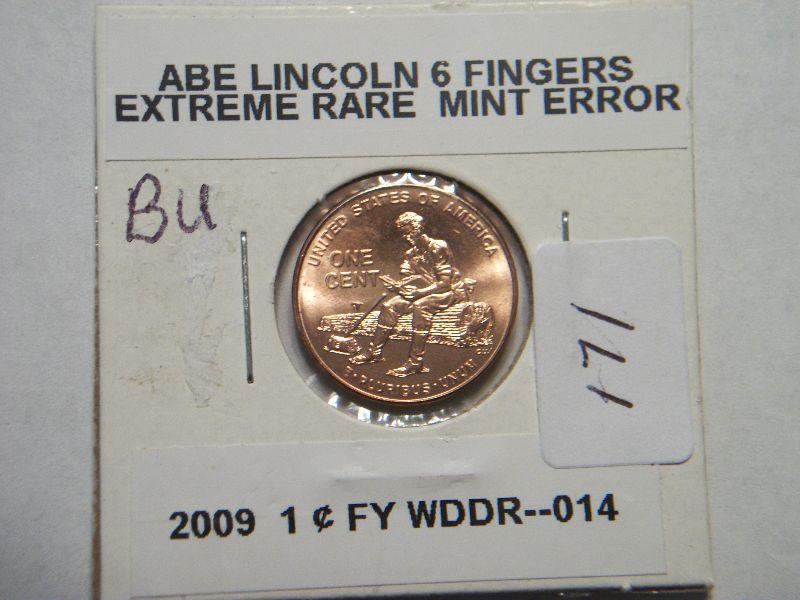 ABE LINCOLN 6 FINGERS
EXTREME RARE MINT ERROR
BU
UNITED STATES OF AMERICA
ONE
CENT
E·PLURIBUS·UNUM
171
2009 1 ¢ FY WDDR--014